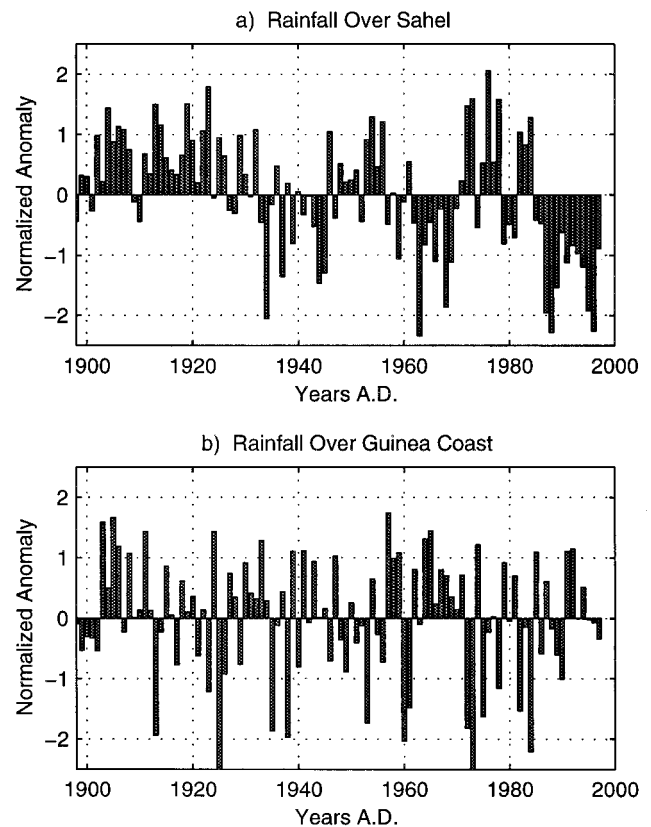 a) Rainfall Over Sahel
2
1
0
−1
−2
Normalized Anomaly
1900 1920 1940 1960 1980 2000
Years A.D.
b) Rainfall Over Guinea Coast
2
1
0
−1
−2
Normalized Anomaly
1900 1920 1940 1960 1980 2000
Years A.D.